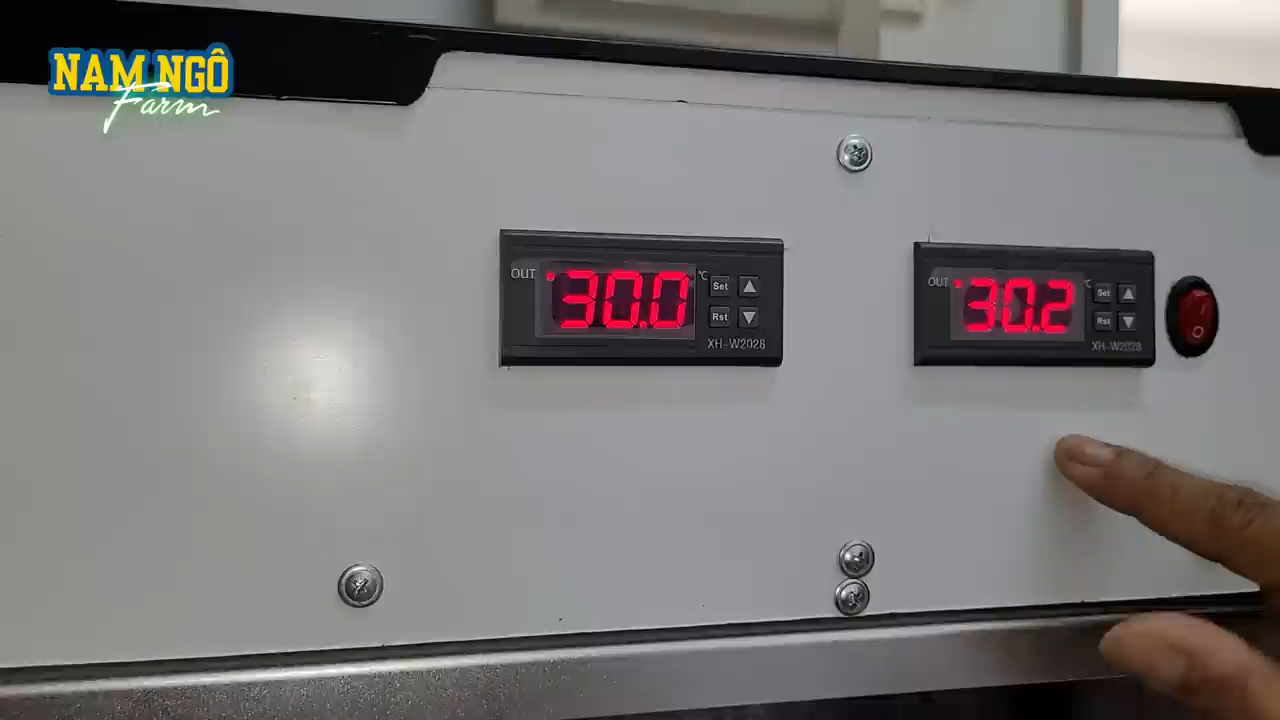 NAM NGÔ
Farm
OUT
30.0
°C
Set
Rst
XH-W2028
OUT
30.2
°C
Set
Rst
XH-W2028